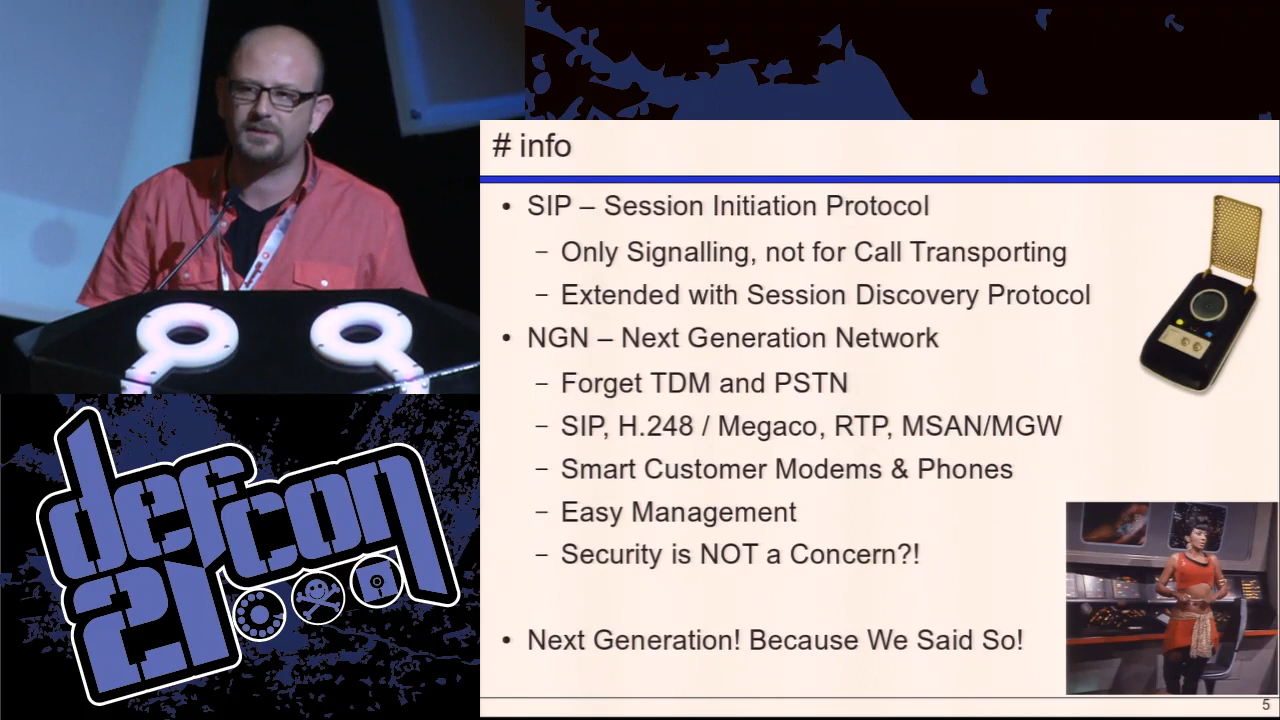 # info
• SIP – Session Initiation Protocol
– Only Signalling, not for Call Transporting
– Extended with Session Discovery Protocol
• NGN – Next Generation Network
– Forget TDM and PSTN
– SIP, H.248 / Megaco, RTP, MSAN/MGW
– Smart Customer Modems & Phones
– Easy Management
– Security is NOT a Concern?!
• Next Generation! Because We Said So!
5
defcon
21